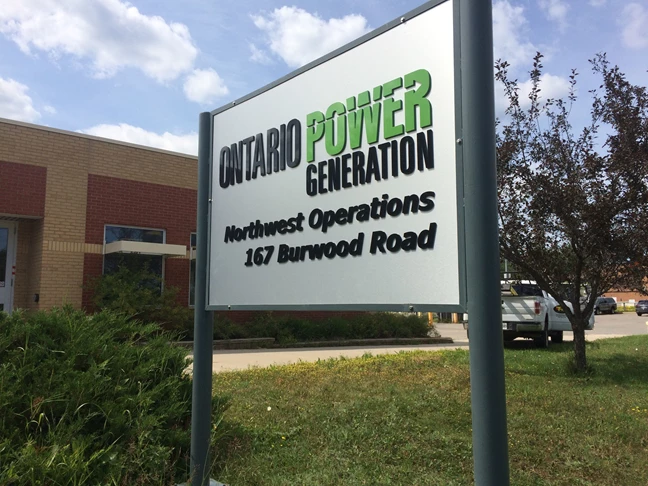 ONTARIO POWER
GENERATION
Northwest Operations
167 Burwood Road